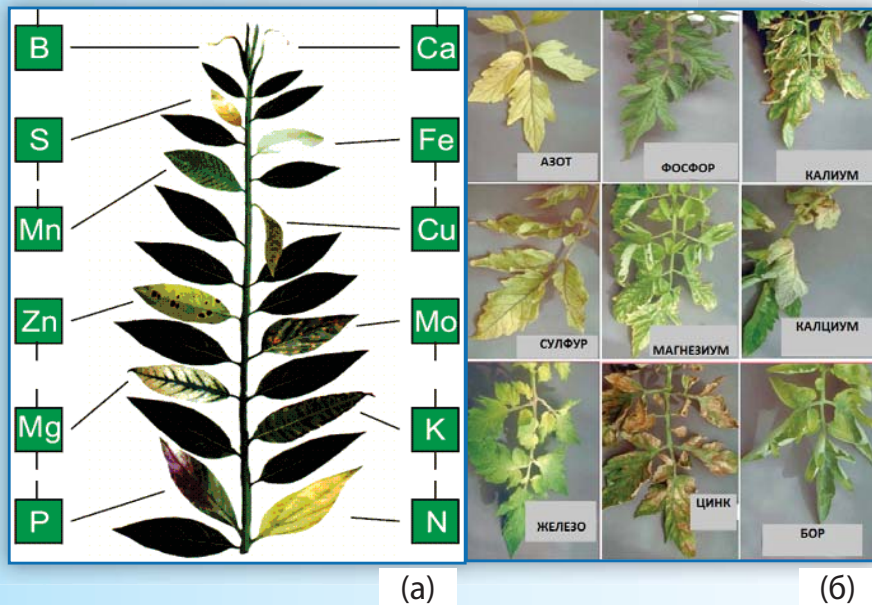 B
Ca
S
Fe
Mn
Cu
Zn
Mo
Mg
K
P
N
АЗОТ
ФОСФОР
КАЛИУМ
СУЛФУР
МАГНЕЗИУМ
КАЛЦИУМ
ЖЕЛЕЗО
ЦИНК
БОР
(а)
(б)